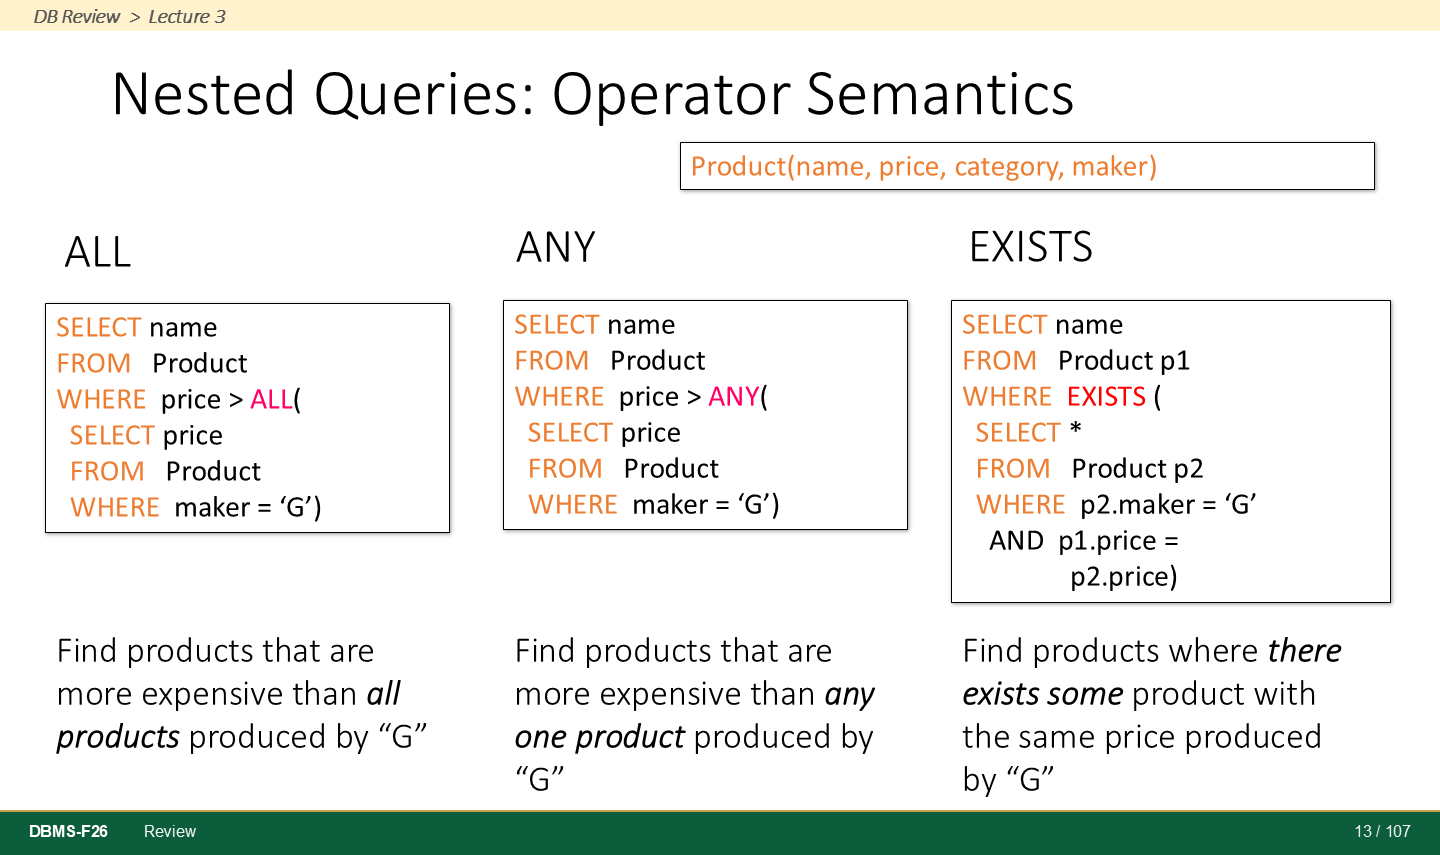 DB Review > Lecture 3
Nested Queries: Operator Semantics
Product(name, price, category, maker)
ALL
SELECT name
FROM Product
WHERE price > ALL(
SELECT price
FROM Product
WHERE maker = ‘G’)
Find products that are
more expensive than all
products produced by “G”
ANY
SELECT name
FROM Product
WHERE price > ANY(
SELECT price
FROM Product
WHERE maker = ‘G’)
Find products that are
more expensive than any
one product produced by
“G”
EXISTS
SELECT name
FROM Product p1
WHERE EXISTS (
SELECT *
FROM Product p2
WHERE p2.maker = ‘G’
AND p1.price =
p2.price)
Find products where there
exists some product with
the same price produced
by “G”
DBMS-F26 Review 13 / 107